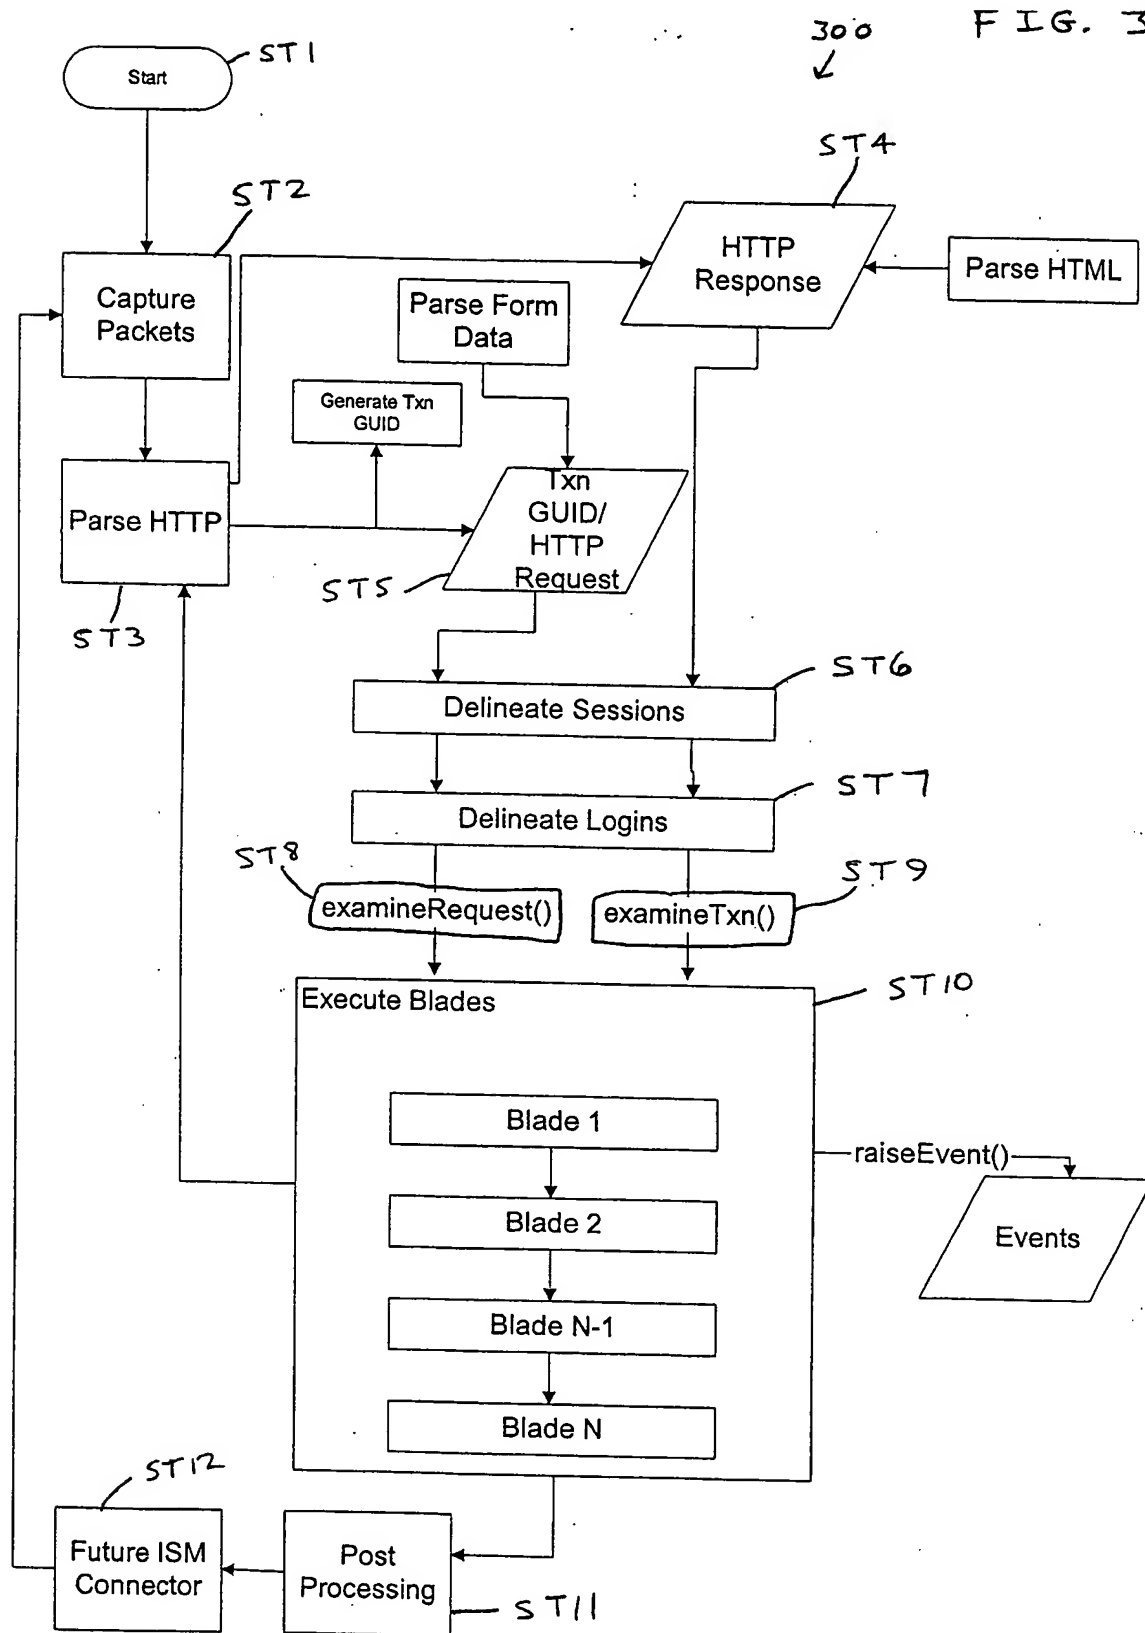 FIG. 3
300
Start
ST1
ST2
ST4
HTTP
Response
Parse HTML
Capture
Packets
Parse Form
Data
Generate Txn
GUID
Parse HTTP
Txn
GUID/
HTTP
Request
ST5
ST3
ST6
Delineate Sessions
ST7
Delineate Logins
ST8
ST9
examineRequest()
examineTxn()
ST10
Execute Blades
Blade 1
raiseEvent()
Blade 2
Events
Blade N-1
Blade N
ST12
Future ISM
Connector
Post
Processing
ST11